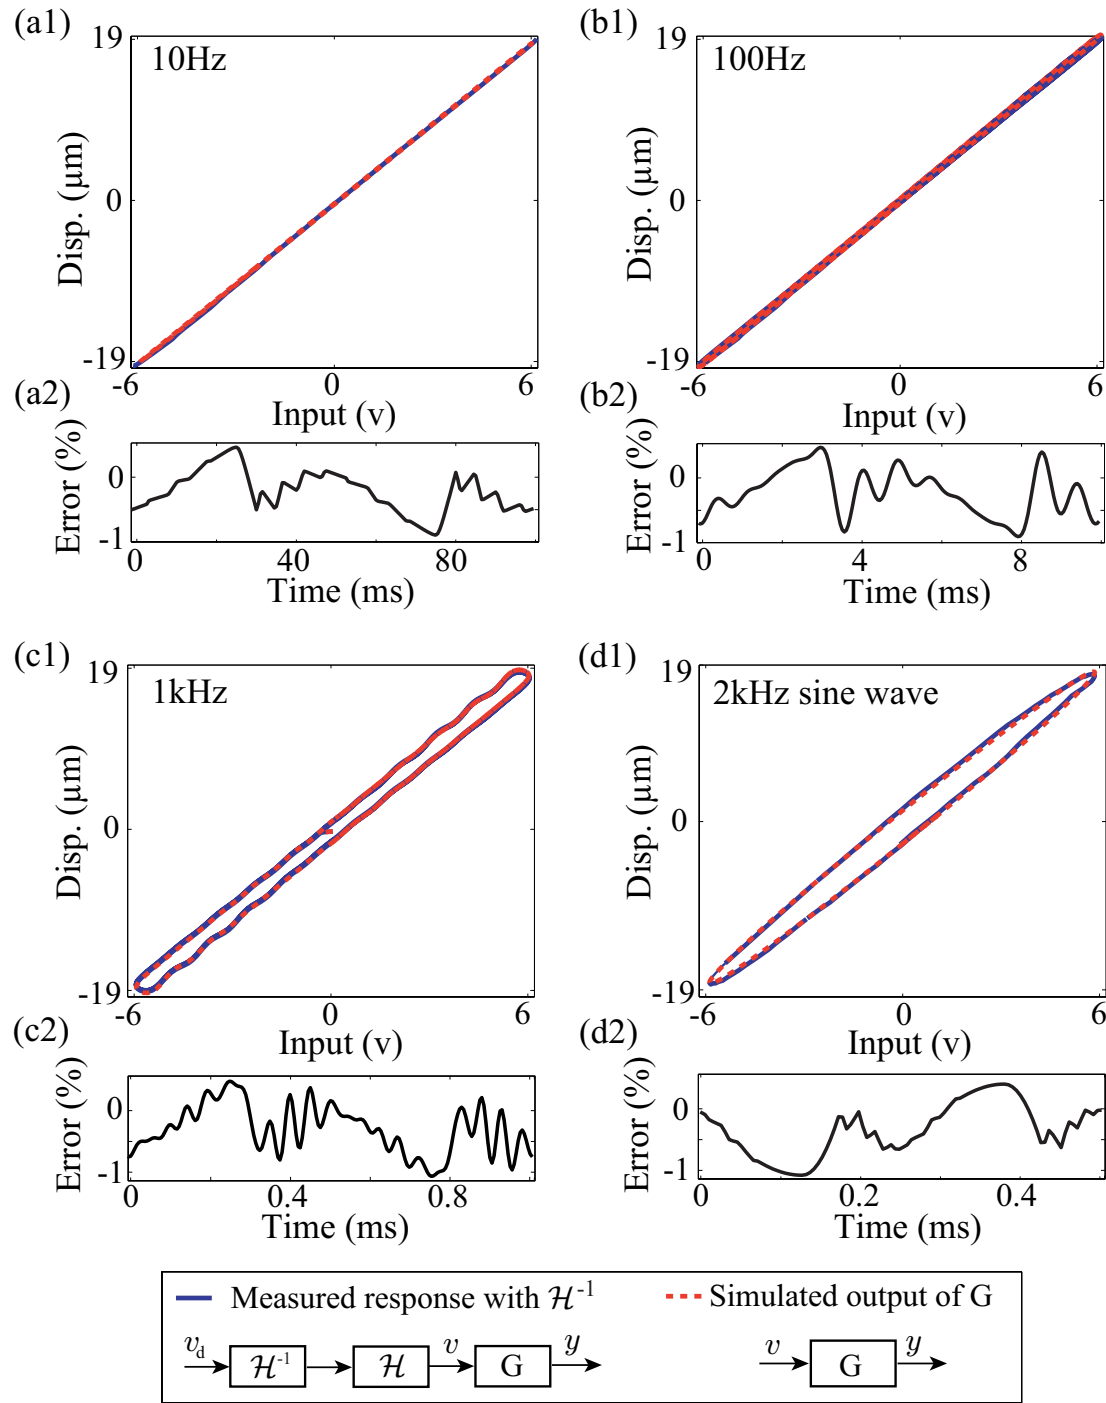 (a1)
19
10Hz
Disp. (μm)
0
-19
-6 0 6
Input (v)
(b1)
19
100Hz
Disp. (μm)
0
-19
-6 0 6
Input (v)
(a2)
Error (%)
0
-1
0 40 80
Time (ms)
(b2)
Error (%)
0
-1
0 4 8
Time (ms)
(c1)
19
1kHz
Disp. (μm)
0
-19
-6 0 6
Input (v)
(d1)
19
2kHz sine wave
Disp. (μm)
0
-19
-6 0 6
Input (v)
(c2)
Error (%)
0
-1
0 0.4 0.8
Time (ms)
(d2)
Error (%)
0
-1
0 0.2 0.4
Time (ms)
Measured response with ℋ⁻¹
Simulated output of G
v_d ℋ⁻¹ ℋ v G y
v G y